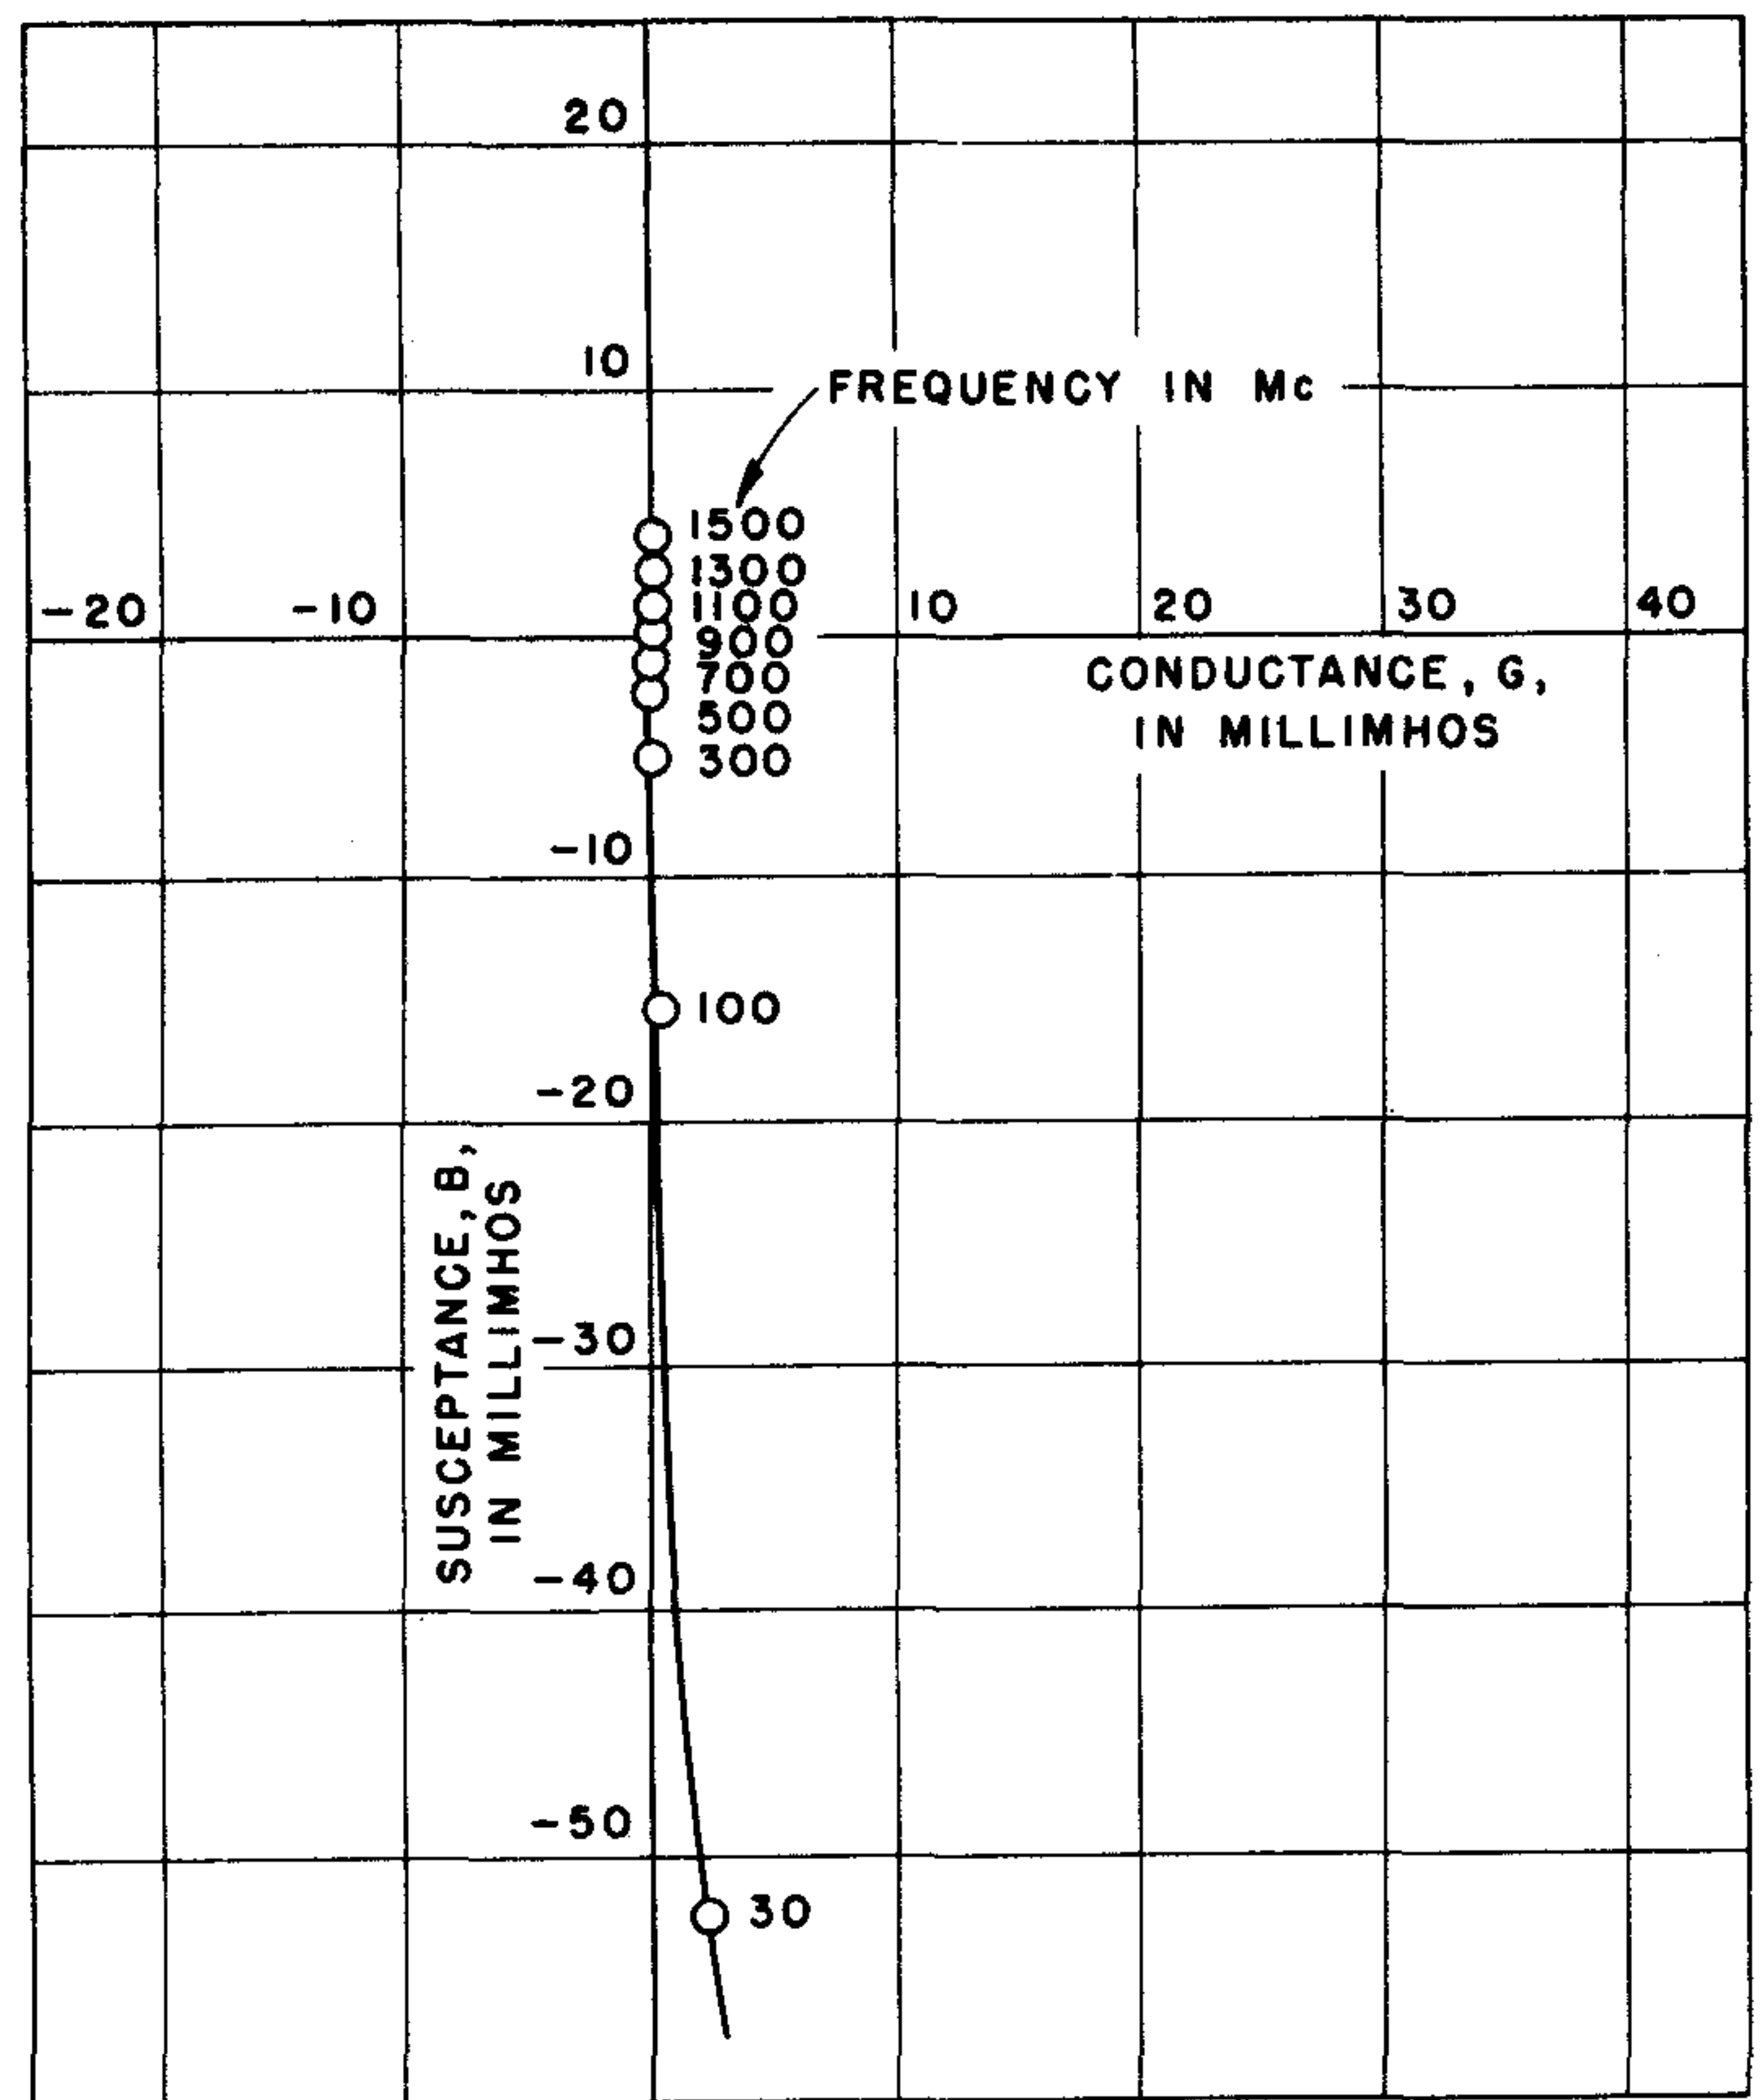 20
10
FREQUENCY IN Mc
1500
1300
-20 -10 1100 10 20 30 40
900
700
500
300
CONDUCTANCE, G,
IN MILLIMHOS
-10
100
-20
SUSCEPTANCE, B,
IN MILLIMHOS
-30
-40
-50
30